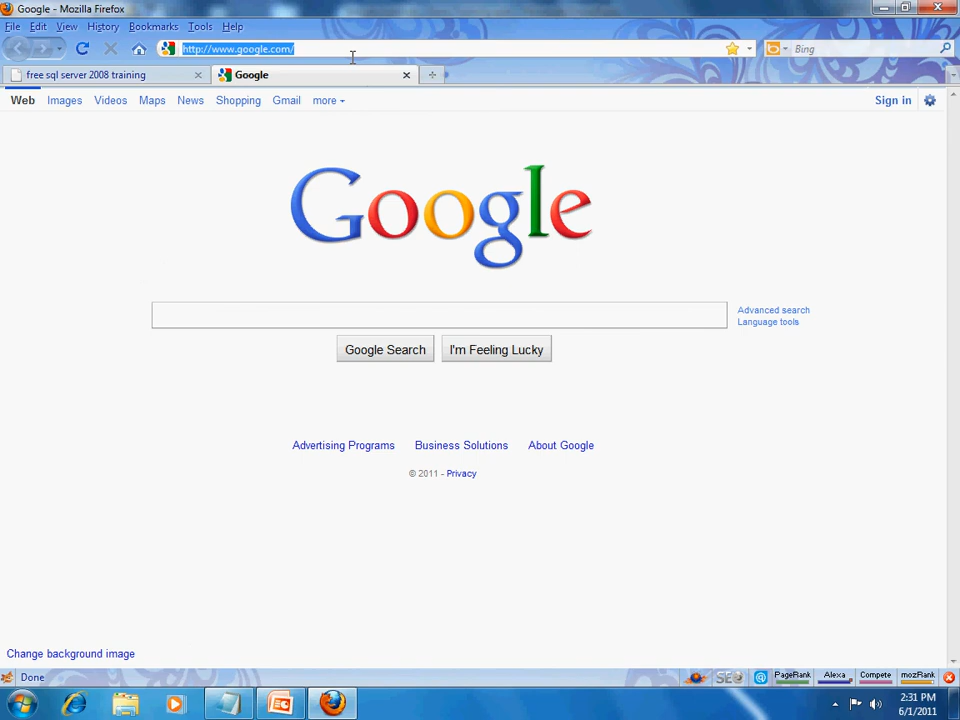 Google - Mozilla Firefox
File Edit View History Bookmarks Tools Help
http://www.google.com/
Bing
free sql server 2008 training
Google
Web Images Videos Maps News Shopping Gmail more
Sign in
Google
Advanced search
Language tools
Google Search
I'm Feeling Lucky
Advertising Programs Business Solutions About Google
© 2011 - Privacy
Change background image
Done
SEO
@
PageRank
Alexa
Compete
mozRank
2:31 PM
6/1/2011